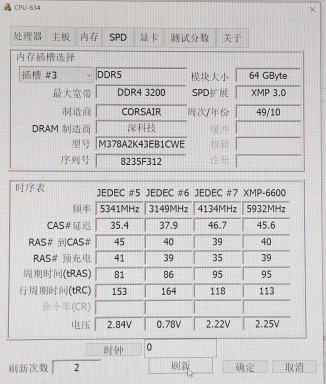 CPU-634
处理器 主板 内存 SPD 显卡 测试分数 关于
内存插槽选择
插槽 #3 DDR5 模块大小 64 GByte
最大宽带 DDR4 3200 SPD扩展 XMP 3.0
制造商 CORSAIR 周次/年份 49/10
DRAM 制造商 深科技 缓冲
型号 M378A2K43EB1CWE 校验
序列号 8235F312 注册
时序表
JEDEC #5 JEDEC #6 JEDEC #7 XMP-6600
频率 5341MHz 3149MHz 4134MHz 5932MHz
CAS# 延迟 35.4 37.9 46.7 45.6
RAS# 到CAS# 45 40 39 40
RAS# 预充电 41 39 35 39
周期时间(tRAS) 81 86 95 95
行周期时间(tRC) 153 164 118 113
命令率(CR)
电压 2.84V 0.78V 2.22V 2.25V
时钟 0
刷新次数 2 刷新 确定 取消